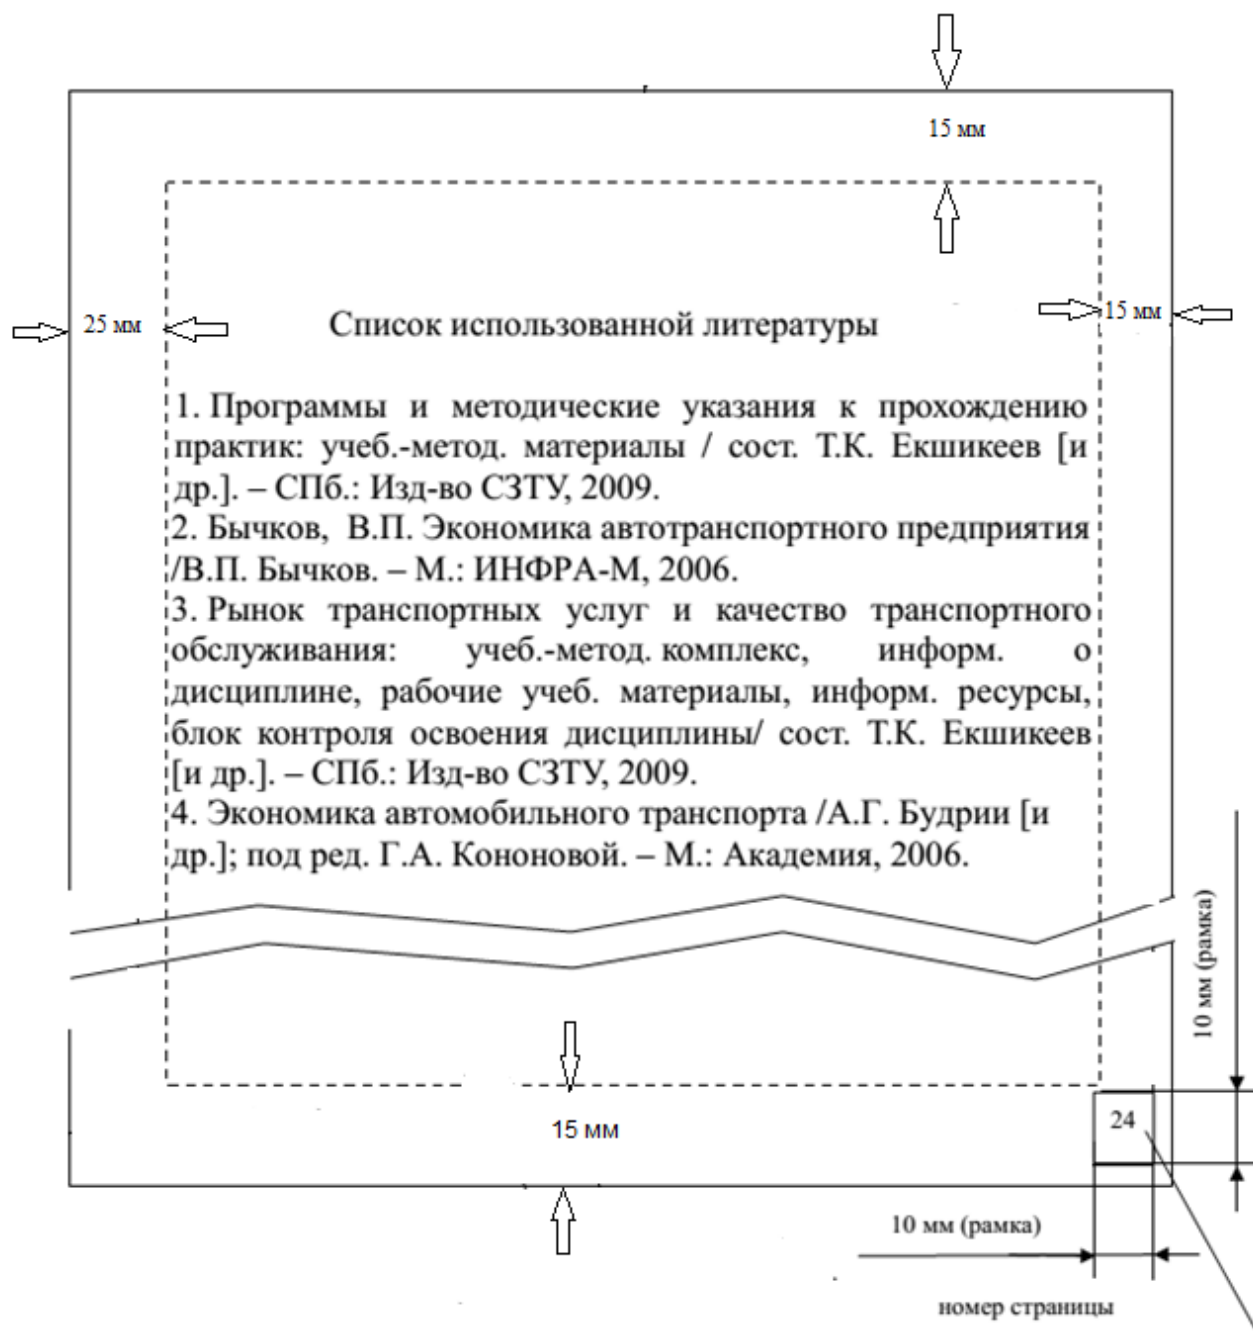 15 мм
25 мм
15 мм
Список использованной литературы
1. Программы и методические указания к прохождению
практик: учеб.-метод. материалы / сост. Т.К. Екшикеев [и
др.]. – СПб.: Изд-во СЗТУ, 2009.
2. Бычков, В.П. Экономика автотранспортного предприятия
/В.П. Бычков. – М.: ИНФРА-М, 2006.
3. Рынок транспортных услуг и качество транспортного
обслуживания: учеб.-метод. комплекс, информ. о
дисциплине, рабочие учеб. материалы, информ. ресурсы,
блок контроля освоения дисциплины/ сост. Т.К. Екшикеев
[и др.]. – СПб.: Изд-во СЗТУ, 2009.
4. Экономика автомобильного транспорта /А.Г. Будрии [и
др.]; под ред. Г.А. Кононовой. – М.: Академия, 2006.
10 мм (рамка)
15 мм
24
10 мм (рамка)
номер страницы